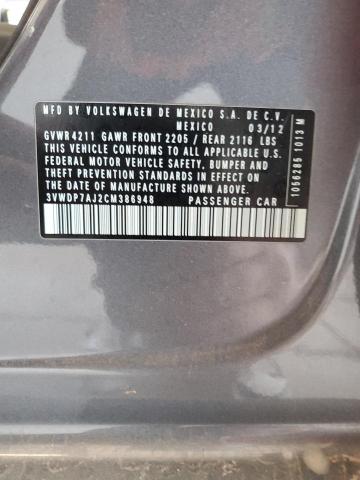 MFD BY VOLKSWAGEN DE MEXICO S.A. DE C.V.
MEXICO 03/12
GVWR 4211 GAWR FRONT 2205 / REAR 2116 LBS
THIS VEHICLE CONFORMS TO ALL APPLICABLE U.S.
FEDERAL MOTOR VEHICLE SAFETY, BUMPER AND
THEFT PREVENTION STANDARDS IN EFFECT ON THE
DATE OF MANUFACTURE SHOWN ABOVE.
3VWDP7AJ2CM386948 PASSENGER CAR
1056285 1013 M